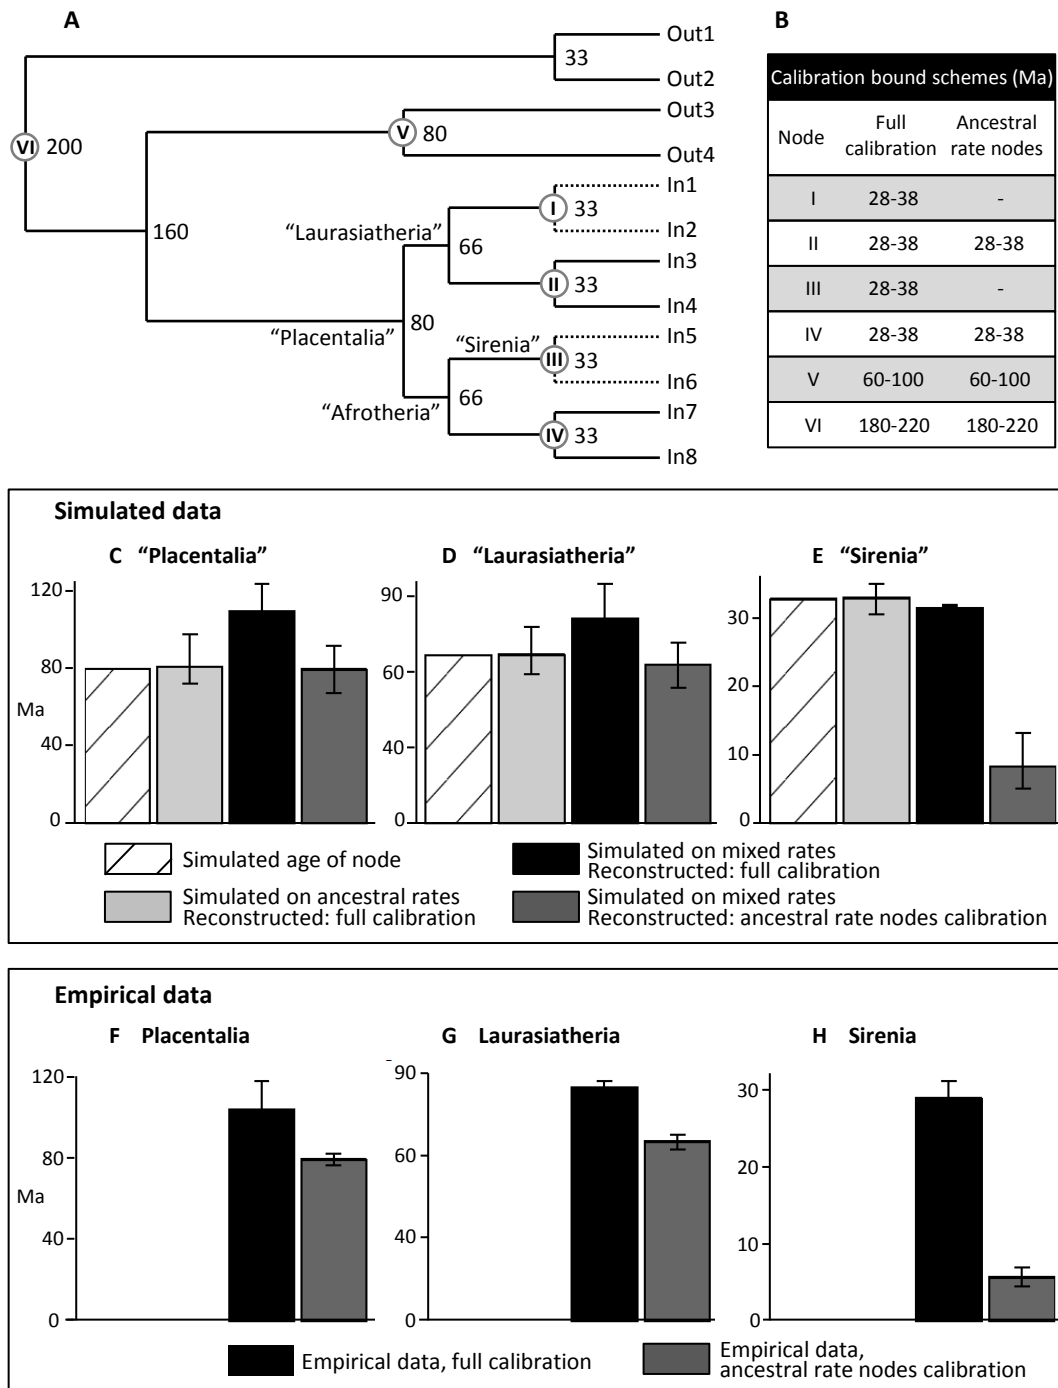 A
Out1
33
Out2
Out3
V 80
Out4
VI 200
In1
I 33
In2
"Laurasiatheria"
66
160
In3
II 33
In4
80
"Placentalia"
"Sirenia"
In5
III 33
In6
66
"Afrotheria"
In7
IV 33
In8
B
Calibration bound schemes (Ma)
Node Full calibration Ancestral rate nodes
I 28-38 -
II 28-38 28-38
III 28-38 -
IV 28-38 28-38
V 60-100 60-100
VI 180-220 180-220
Simulated data
C "Placentalia"
120
80
Ma
40
0
D "Laurasiatheria"
90
60
40
0
E "Sirenia"
30
20
10
0
Simulated age of node
Simulated on ancestral rates
Reconstructed: full calibration
Simulated on mixed rates
Reconstructed: full calibration
Simulated on mixed rates
Reconstructed: ancestral rate nodes calibration
Empirical data
F Placentalia
120
80
Ma
40
0
G Laurasiatheria
90
60
40
0
H Sirenia
30
20
10
0
Empirical data, full calibration
Empirical data,
ancestral rate nodes calibration